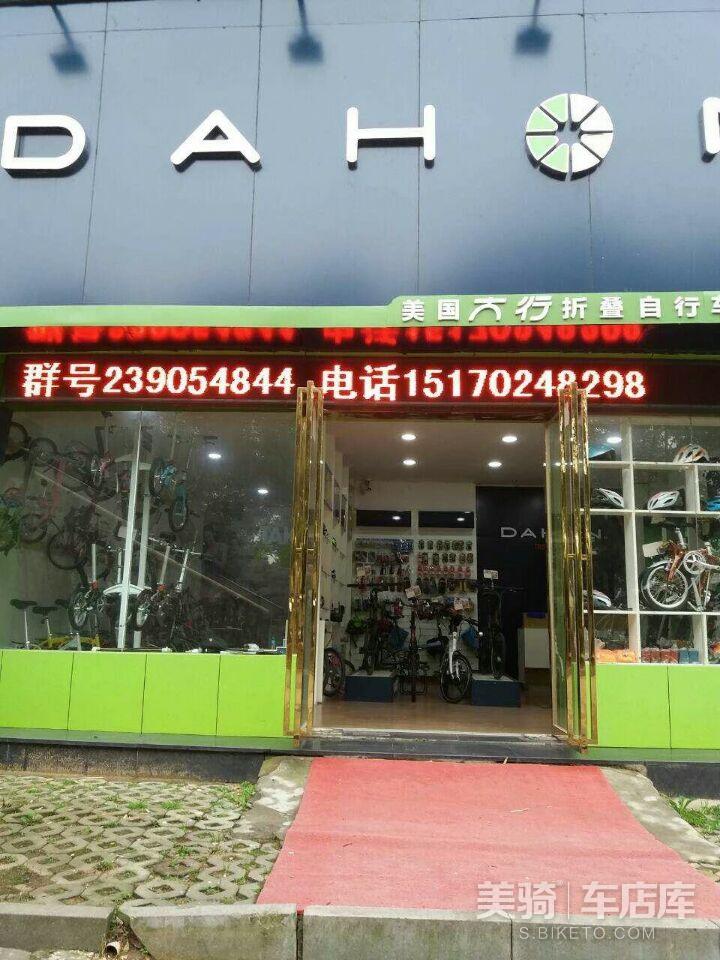 DAHON
美国大行折叠自行车
群号239054844 电话15170248298
DAHON
美骑 车店库
S.BIKETO.COM